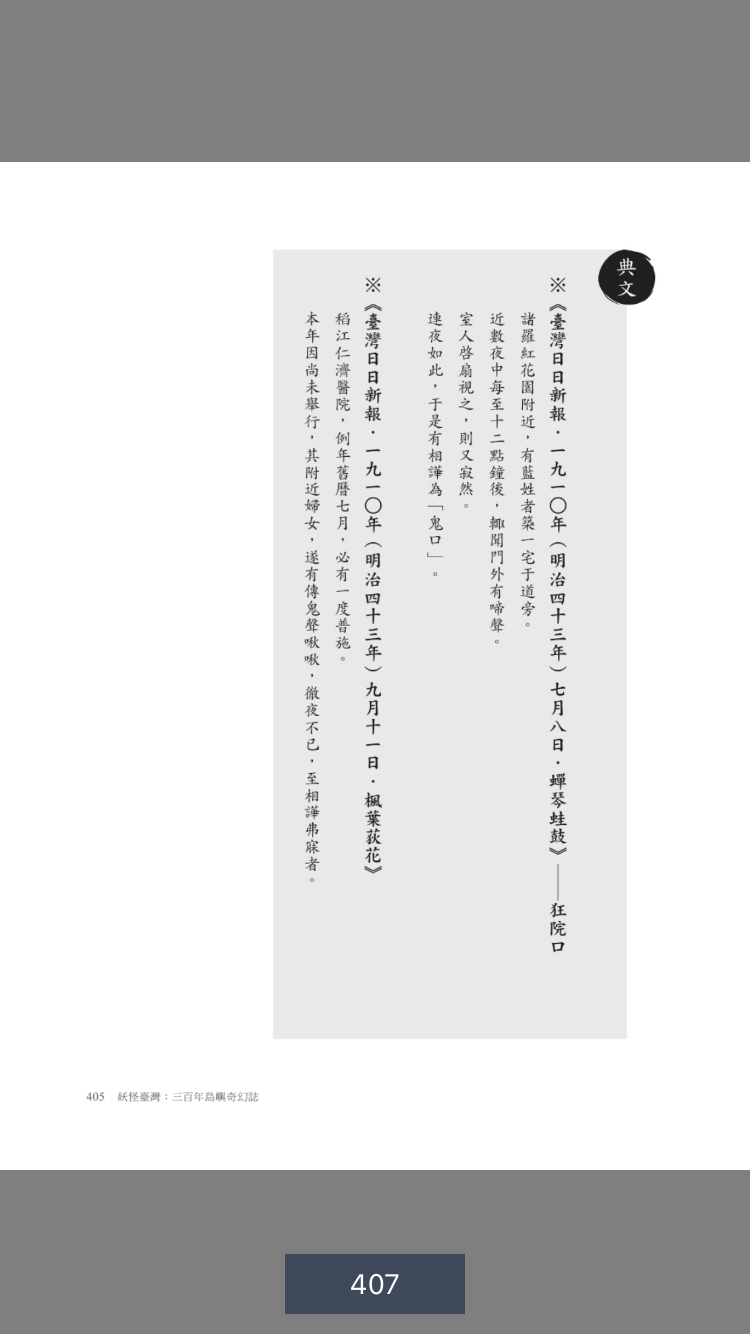 典文
※《臺灣日日新報．一九一〇年（明治四十三年）七月八日．蟬琴蛙鼓》——狂院口
諸羅紅花園附近，有藍姓者築一宅于道旁。
近數夜中每至十二點鐘後，輙聞門外有啼聲。
室人啓扇視之，則又寂然。
連夜如此，于是有相譁為「鬼口」。
※《臺灣日日新報．一九一〇年（明治四十三年）九月十一日．楓葉荻花》
稻江仁濟醫院，例年舊曆七月，必有一度普施。
本年因尚未舉行，其附近婦女，遂有傳鬼聲啾啾，徹夜不已，至相譁弗寐者。
405 妖怪臺灣：三百年島嶼奇幻誌
407